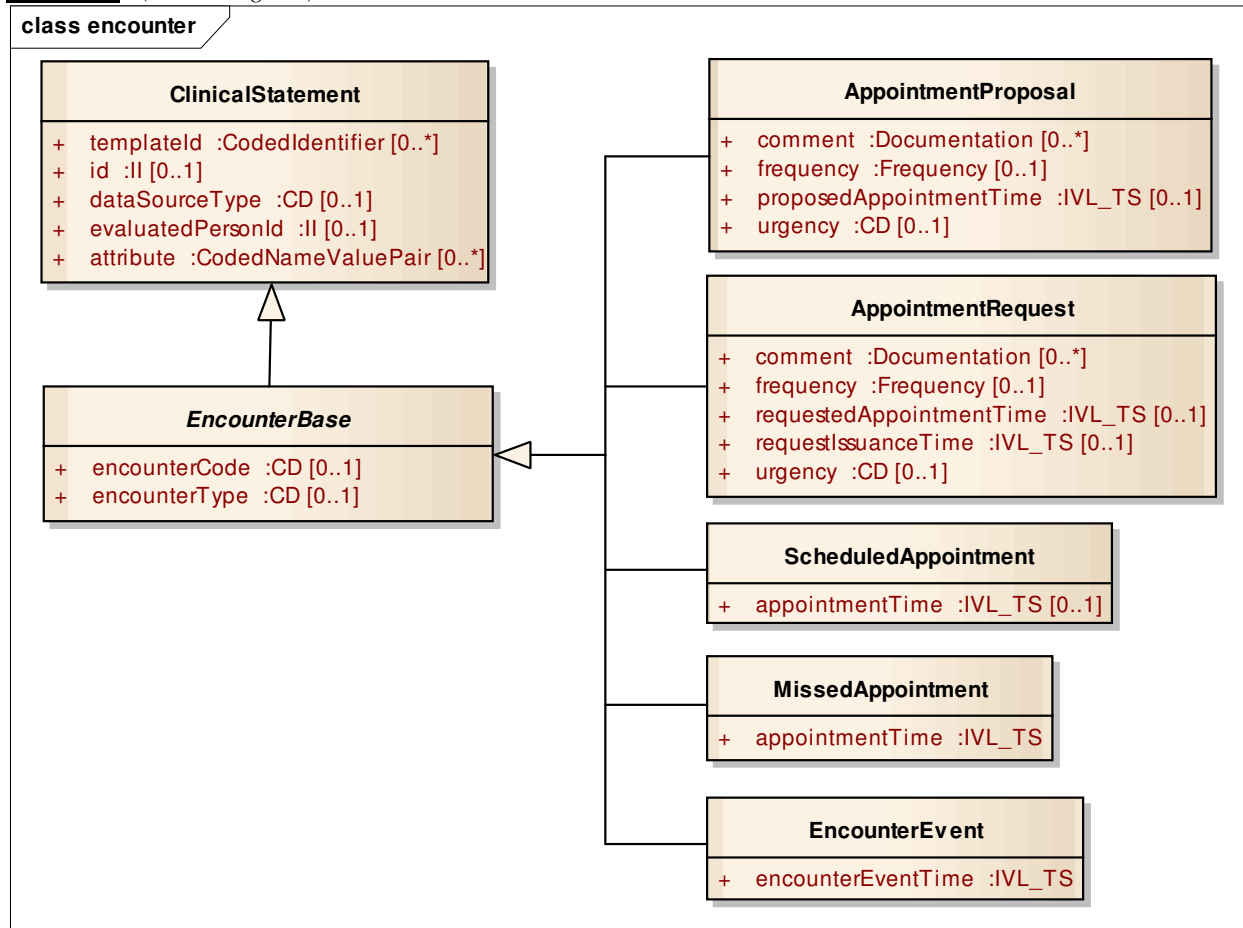 class encounter
ClinicalStatement
+ templateId :CodedIdentifier [0..*]
+ id :II [0..1]
+ dataSourceType :CD [0..1]
+ evaluatedPersonId :II [0..1]
+ attribute :CodedNameValuePair [0..*]
EncounterBase
+ encounterCode :CD [0..1]
+ encounterType :CD [0..1]
AppointmentProposal
+ comment :Documentation [0..*]
+ frequency :Frequency [0..1]
+ proposedAppointmentTime :IVL_TS [0..1]
+ urgency :CD [0..1]
AppointmentRequest
+ comment :Documentation [0..*]
+ frequency :Frequency [0..1]
+ requestedAppointmentTime :IVL_TS [0..1]
+ requestIssuanceTime :IVL_TS [0..1]
+ urgency :CD [0..1]
ScheduledAppointment
+ appointmentTime :IVL_TS [0..1]
MissedAppointment
+ appointmentTime :IVL_TS
EncounterEvent
+ encounterEventTime :IVL_TS